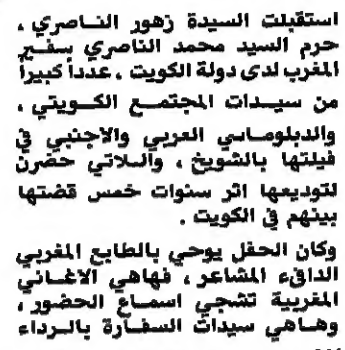 استقبلت السيدة زهور الناصري ،
حرم السيد محمد الناصري سفير
المغرب لدى دولة الكويت ، عدداً كبيراً
من سيدات المجتمع الكويتي ،
والدبلوماسي العربي والاجنبي في
فيلتها بالشويخ ، والـلاتي حضرن
لتوديعها اثر سنوات خمس قضتها
بينهم في الكويت .
وكان الحفل يوحي بالطابع المغربي
الدافىء المشاعر ، فهاهي الاغاني
المغربية تشجي اسماع الحضور ،
وهاهي سيدات السفارة بالرداء